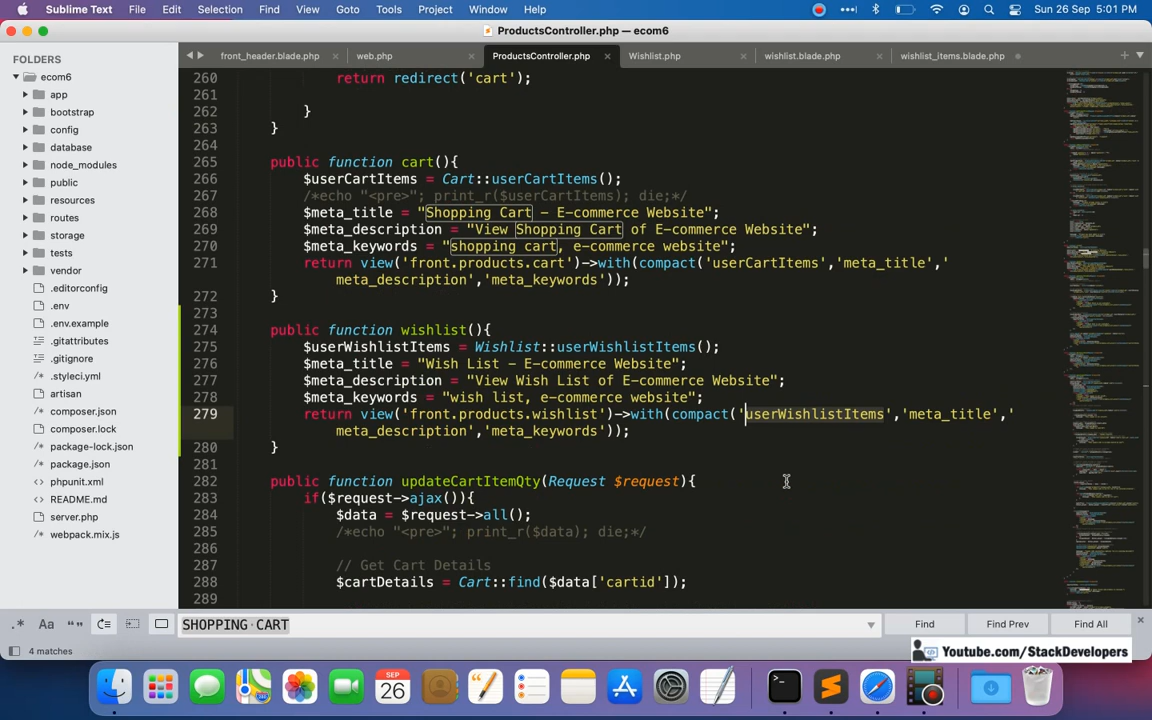 Sublime Text File Edit Selection Find View Goto Tools Project Window Help Sun 26 Sep 5:01 PM
ProductsController.php — ecom6
FOLDERS
ecom6
app
bootstrap
config
database
node_modules
public
resources
routes
storage
tests
vendor
.editorconfig
.env
.env.example
.gitattributes
.gitignore
.styleci.yml
artisan
composer.json
composer.lock
package-lock.json
package.json
phpunit.xml
README.md
server.php
webpack.mix.js
front_header.blade.php web.php ProductsController.php Wishlist.php wishlist.blade.php wishlist_items.blade.php
260 return redirect('cart');
261
262 }
263 }
264
265 public function cart(){
266 $userCartItems = Cart::userCartItems();
267 /*echo "<pre>"; print_r($userCartItems); die;*/
268 $meta_title = "Shopping Cart - E-commerce Website";
269 $meta_description = "View Shopping Cart of E-commerce Website";
270 $meta_keywords = "shopping cart, e-commerce website";
271 return view('front.products.cart')->with(compact('userCartItems','meta_title','
meta_description','meta_keywords'));
272 }
273
274 public function wishlist(){
275 $userWishlistItems = Wishlist::userWishlistItems();
276 $meta_title = "Wish List - E-commerce Website";
277 $meta_description = "View Wish List of E-commerce Website";
278 $meta_keywords = "wish list, e-commerce website";
279 return view('front.products.wishlist')->with(compact('userWishlistItems','meta_title','
meta_description','meta_keywords'));
280 }
281
282 public function updateCartItemQty(Request $request){
283 if($request->ajax()){
284 $data = $request->all();
285 /*echo "<pre>"; print_r($data); die;*/
286
287 // Get Cart Details
288 $cartDetails = Cart::find($data['cartid']);
289
SHOPPING CART
Find Find Prev Find All
4 matches
Youtube.com/StackDevelopers
SEP
26